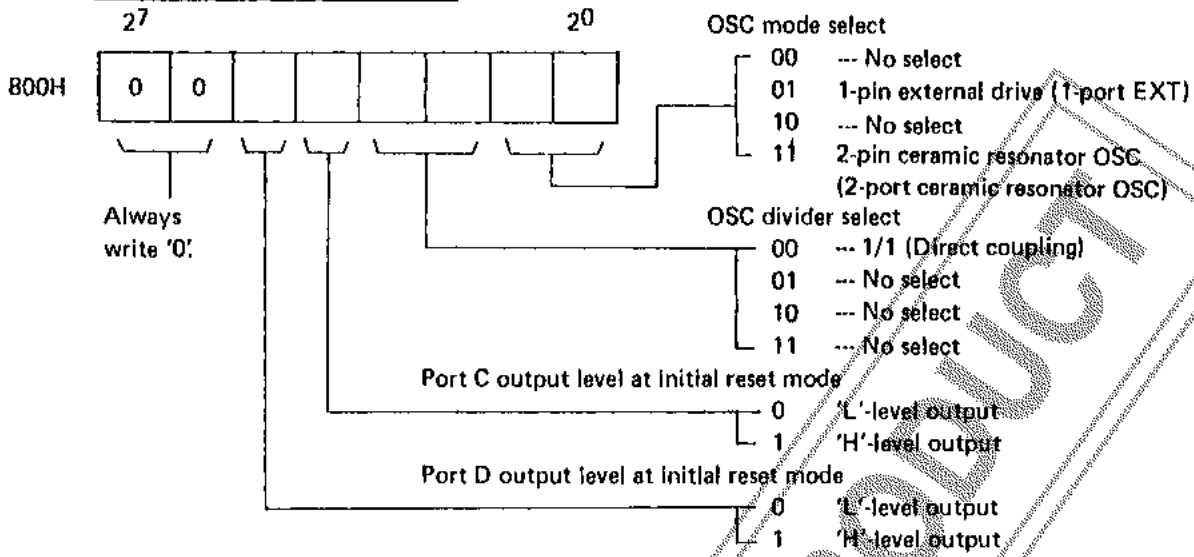 2⁷ 2⁰
OSC mode select
00 --- No select
800H 0 0
01 1-pin external drive (1-port EXT)
10 --- No select
11 2-pin ceramic resonator OSC
(2-port ceramic resonator OSC)
Always
write '0'.
OSC divider select
00 --- 1/1 (Direct coupling)
01 --- No select
10 --- No select
11 --- No select
Port C output level at initial reset mode
0 'L'-level output
1 'H'-level output
Port D output level at initial reset mode
0 'L'-level output
1 'H'-level output